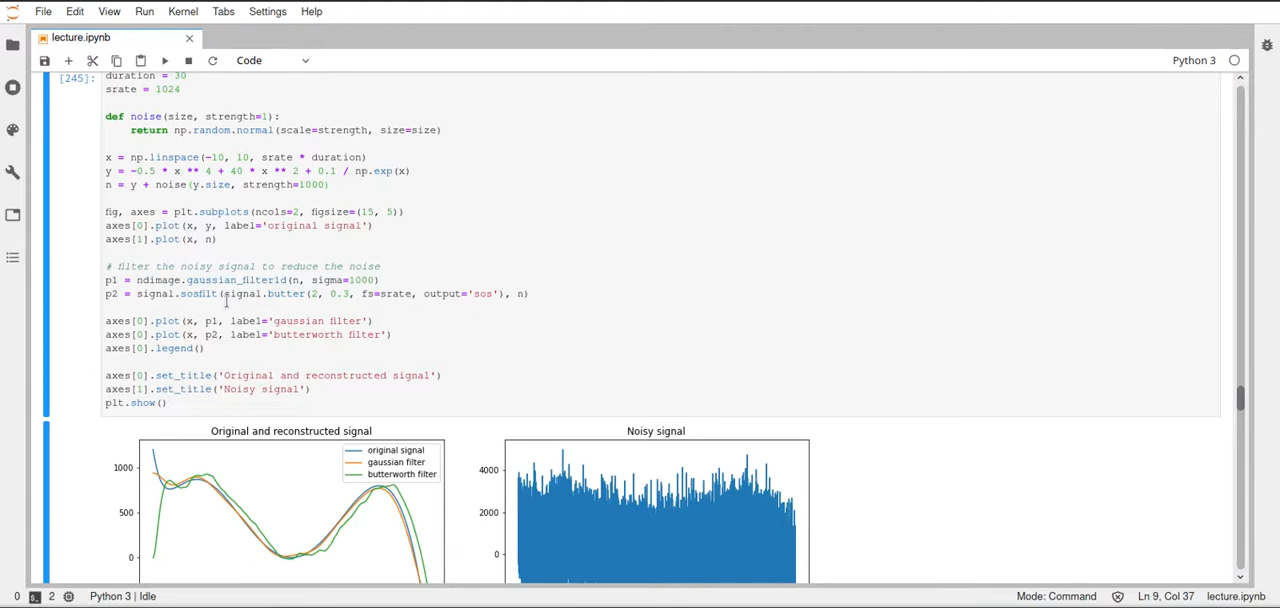 File Edit View Run Kernel Tabs Settings Help
lecture.ipynb
Code
Python 3
[245]:
duration = 30
srate = 1024
def noise(size, strength=1):
return np.random.normal(scale=strength, size=size)
x = np.linspace(-10, 10, srate * duration)
y = -0.5 * x ** 4 + 40 * x ** 2 + 0.1 / np.exp(x)
n = y + noise(y.size, strength=1000)
fig, axes = plt.subplots(ncols=2, figsize=(15, 5))
axes[0].plot(x, y, label='original signal')
axes[1].plot(x, n)
# filter the noisy signal to reduce the noise
p1 = ndimage.gaussian_filter1d(n, sigma=1000)
p2 = signal.sosfilt(signal.butter(2, 0.3, fs=srate, output='sos'), n)
axes[0].plot(x, p1, label='gaussian filter')
axes[0].plot(x, p2, label='butterworth filter')
axes[0].legend()
axes[0].set_title('Original and reconstructed signal')
axes[1].set_title('Noisy signal')
plt.show()
Original and reconstructed signal
original signal
gaussian filter
butterworth filter
1000
500
0
Noisy signal
4000
2000
0
0 2 Python 3 | Idle Mode: Command Ln 9, Col 37 lecture.ipynb